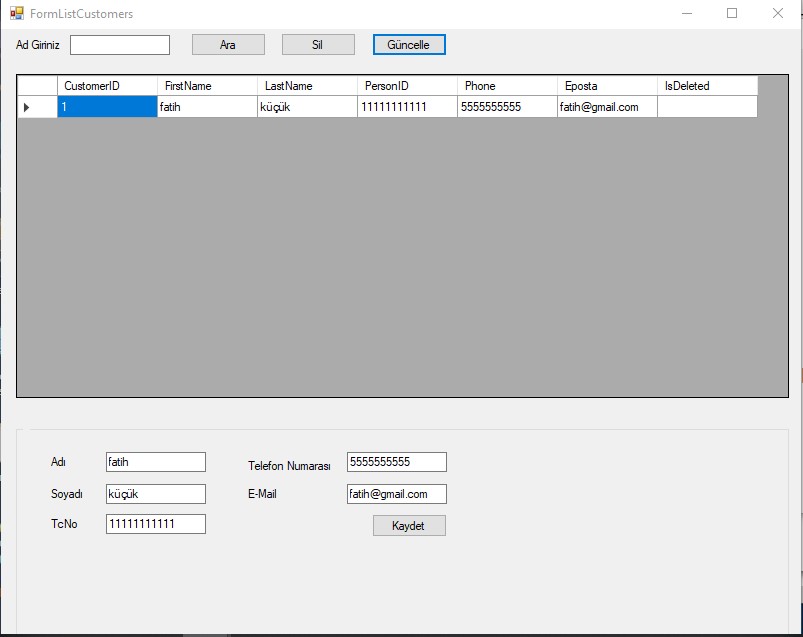 FormListCustomers
Ad Giriniz Ara Sil Güncelle
CustomerID FirstName LastName PersonID Phone Eposta IsDeleted
1 fatih küçük 11111111111 5555555555 fatih@gmail.com
Adı fatih Telefon Numarası 5555555555
Soyadı küçük E-Mail fatih@gmail.com
TcNo 11111111111 Kaydet